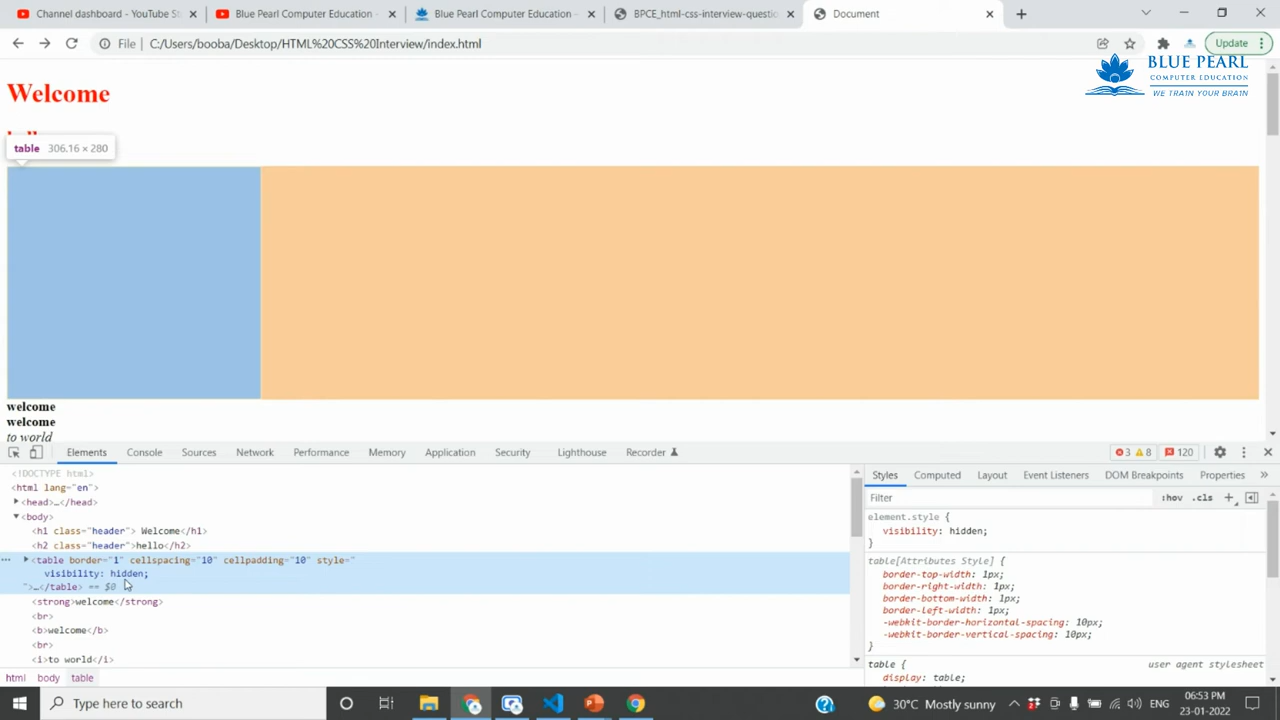 Channel dashboard - YouTube St
Blue Pearl Computer Education -
Blue Pearl Computer Education -
BPCE_html-css-interview-questio
Document
File
C:/Users/booba/Desktop/HTML%20CSS%20Interview/index.html
Update
BLUE PEARL
COMPUTER EDUCATION
WE TRAIN YOUR BRAIN
Welcome
table 306.16 × 280
welcome
welcome
to world
Elements Console Sources Network Performance Memory Application Security Lighthouse Recorder 3 8 120
<!DOCTYPE html>
<html lang="en">
<head>…</head>
<body>
<h1 class="header"> Welcome</h1>
<h2 class="header">hello</h2>
<table border="1" cellspacing="10" cellpadding="10" style="
visibility: hidden;
">…</table> == $0
<strong>welcome</strong>
<br>
<b>welcome</b>
<br>
<i>to world</i>
html body table
Styles Computed Layout Event Listeners DOM Breakpoints Properties »
Filter :hov .cls +
element.style {
visibility: hidden;
}
table[Attributes Style] {
border-top-width: 1px;
border-right-width: 1px;
border-bottom-width: 1px;
border-left-width: 1px;
-webkit-border-horizontal-spacing: 10px;
-webkit-border-vertical-spacing: 10px;
}
table { user agent stylesheet
display: table;
Type here to search
30°C Mostly sunny
ENG
06:53 PM
23-01-2022